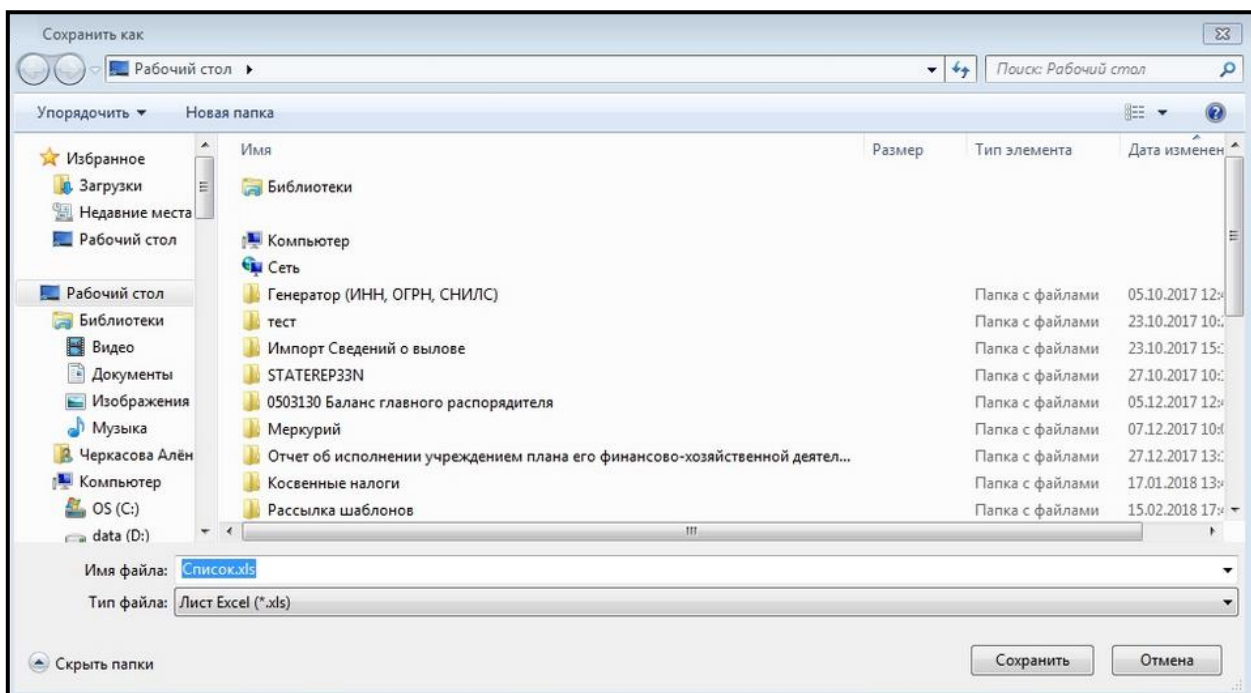 Сохранить как
Рабочий стол
Поиск: Рабочий стол
Упорядочить
Новая папка
Избранное
Загрузки
Недавние места
Рабочий стол
Рабочий стол
Библиотеки
Видео
Документы
Изображения
Музыка
Черкасова Алён
Компьютер
OS (C:)
data (D:)
Имя Размер Тип элемента Дата изменен
Библиотеки
Компьютер
Сеть
Генератор (ИНН, ОГРН, СНИЛС) Папка с файлами 05.10.2017 12:
тест Папка с файлами 23.10.2017 10:
Импорт Сведений о вылове Папка с файлами 23.10.2017 15:
STATEREP33N Папка с файлами 27.10.2017 10:
0503130 Баланс главного распорядителя Папка с файлами 05.12.2017 12:
Меркурий Папка с файлами 07.12.2017 10:
Отчет об исполнении учреждением плана его финансово-хозяйственной деятел... Папка с файлами 27.12.2017 13:
Косвенные налоги Папка с файлами 17.01.2018 13:
Рассылка шаблонов Папка с файлами 15.02.2018 17:
Имя файла: Список.xls
Тип файла: Лист Excel (*.xls)
Скрыть папки
Сохранить
Отмена